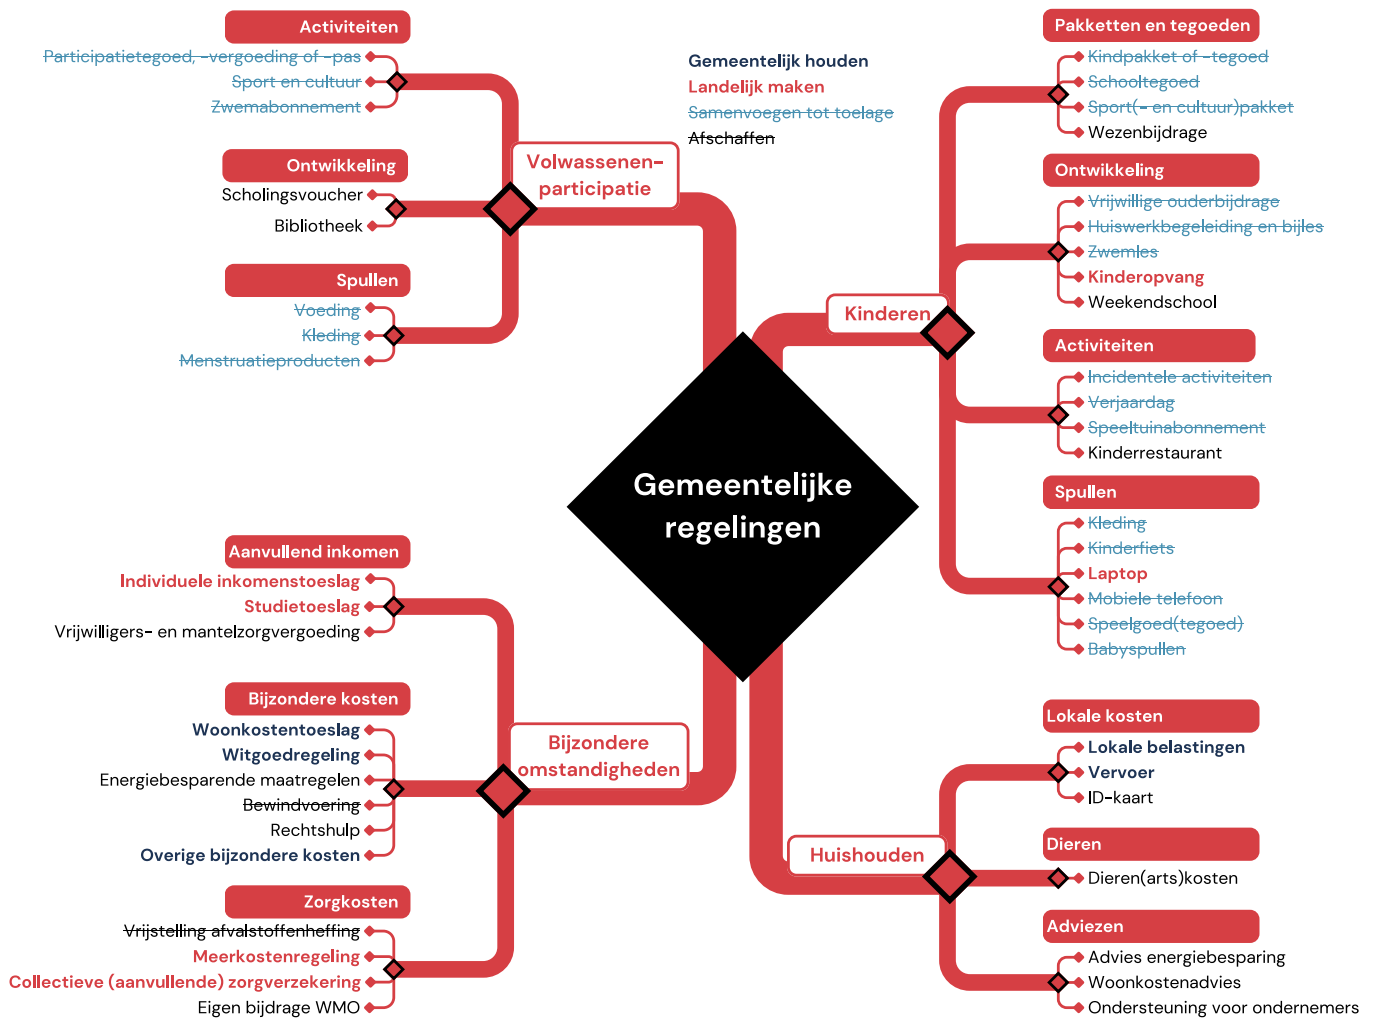 Activiteiten
Participatietegoed, -vergoeding of -pas
Sport en cultuur
Zwemabonnement
Ontwikkeling
Scholingsvoucher
Bibliotheek
Spullen
Voeding
Kleding
Menstruatieproducten
Volwassenen-
participatie
Gemeentelijk houden
Landelijk maken
Samenvoegen tot toelage
Afschaffen
Pakketten en tegoeden
Kindpakket of -tegoed
Schooltegoed
Sport(- en cultuur)pakket
Wezenbijdrage
Ontwikkeling
Vrijwillige ouderbijdrage
Huiswerkbegeleiding en bijles
Zwemles
Kinderopvang
Weekendschool
Kinderen
Activiteiten
Incidentele activiteiten
Verjaardag
Speeltuinabonnement
Kinderrestaurant
Spullen
Kleding
Kinderfiets
Laptop
Mobiele telefoon
Speelgoed(tegoed)
Babyspullen
Gemeentelijke
regelingen
Aanvullend inkomen
Individuele inkomenstoeslag
Studietoeslag
Vrijwilligers- en mantelzorgvergoeding
Bijzondere kosten
Woonkostentoeslag
Witgoedregeling
Energiebesparende maatregelen
Bewindvoering
Rechtshulp
Overige bijzondere kosten
Bijzondere
omstandigheden
Zorgkosten
Vrijstelling afvalstoffenheffing
Meerkostenregeling
Collectieve (aanvullende) zorgverzekering
Eigen bijdrage WMO
Lokale kosten
Lokale belastingen
Vervoer
ID-kaart
Huishouden
Dieren
Dieren(arts)kosten
Adviezen
Advies energiebesparing
Woonkostenadvies
Ondersteuning voor ondernemers